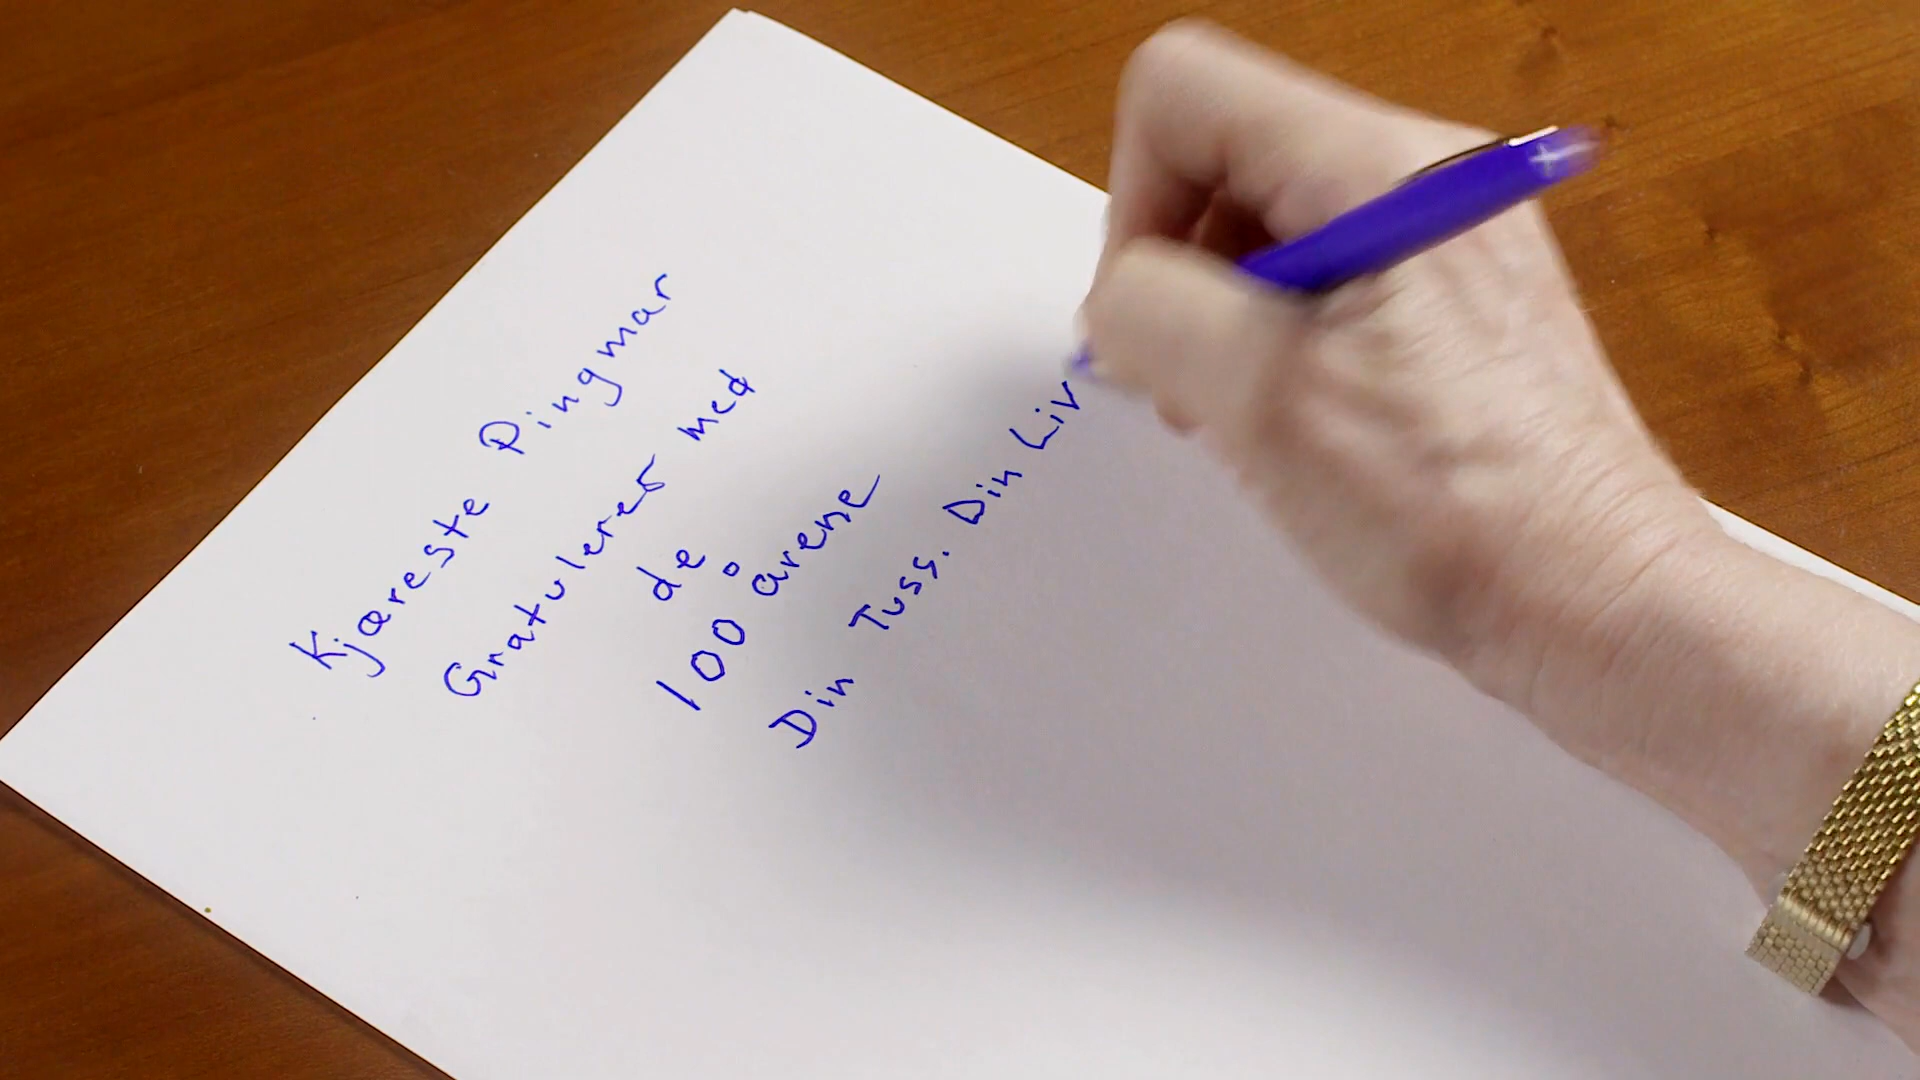 Kjæreste Pingmar
Gratulerer med
de
100 årene
Din Tuss. Din Liv